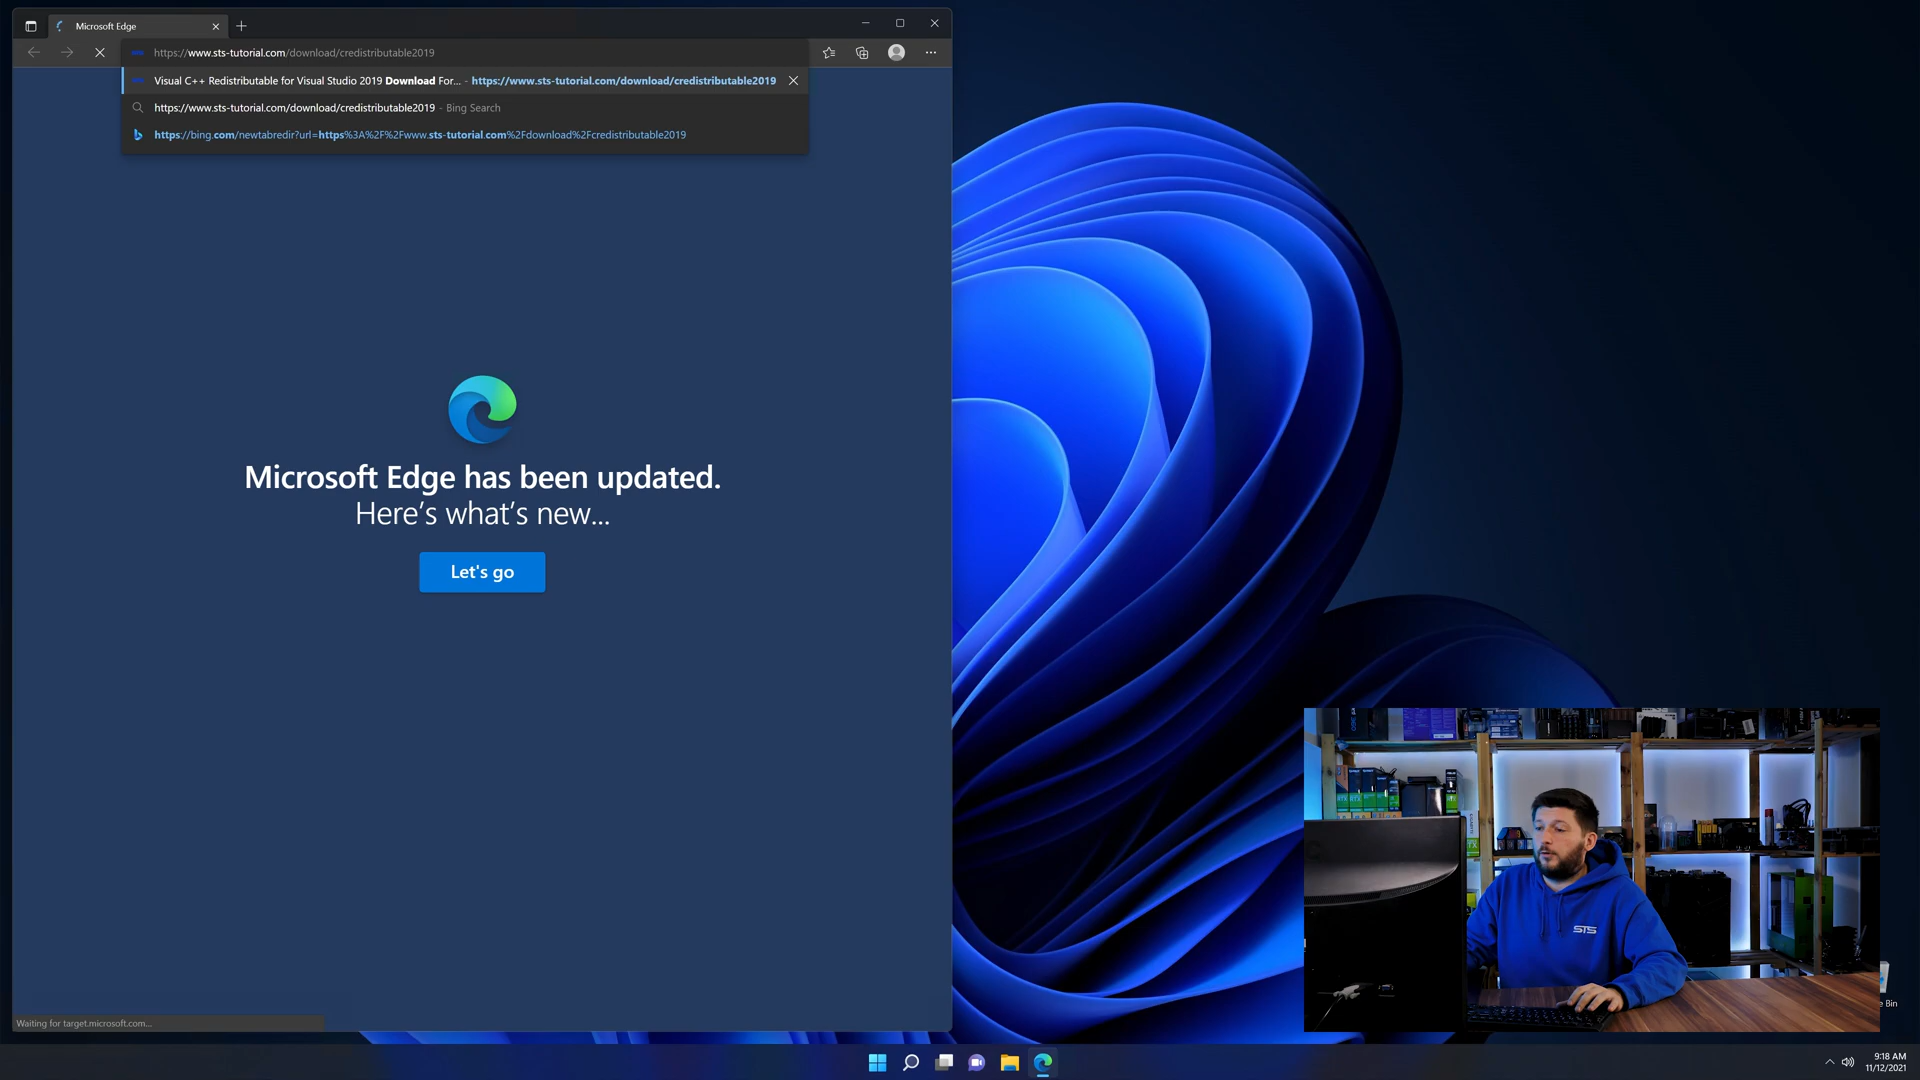 Microsoft Edge
https://www.sts-tutorial.com/download/credistributable2019
Visual C++ Redistributable for Visual Studio 2019 Download For... - https://www.sts-tutorial.com/download/credistributable2019
https://www.sts-tutorial.com/download/credistributable2019 - Bing Search
https://bing.com/newtabredir?url=https%3A%2F%2Fwww.sts-tutorial.com%2Fdownload%2Fcredistributable2019
Microsoft Edge has been updated.
Here's what's new...
Let's go
STS
e Bin
Waiting for target.microsoft.com...
9:18 AM
11/12/2021